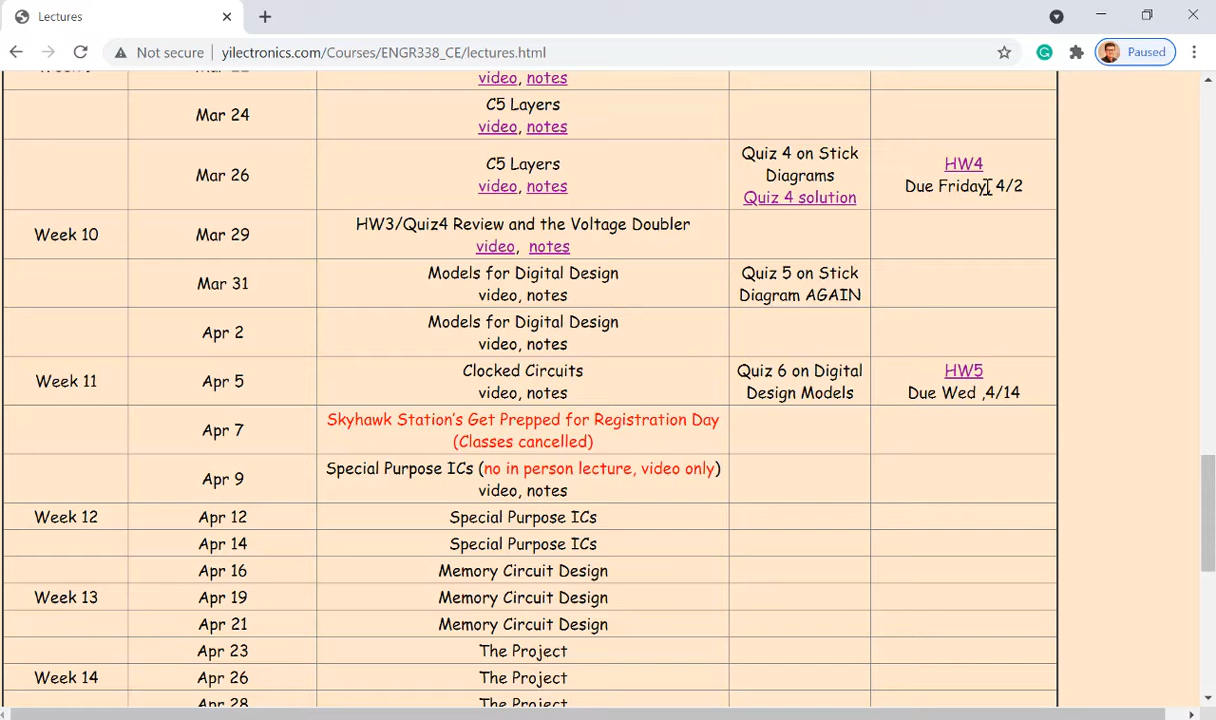 Lectures
Not secure yilectronics.com/Courses/ENGR338_CE/lectures.html Paused
video, notes
Mar 24 C5 Layers
video, notes
Mar 26 C5 Layers
video, notes
Quiz 4 on Stick
Diagrams
Quiz 4 solution
HW4
Due Friday, 4/2
Week 10 Mar 29 HW3/Quiz4 Review and the Voltage Doubler
video, notes
Mar 31 Models for Digital Design
video, notes
Quiz 5 on Stick
Diagram AGAIN
Apr 2 Models for Digital Design
video, notes
Week 11 Apr 5 Clocked Circuits
video, notes
Quiz 6 on Digital
Design Models
HW5
Due Wed ,4/14
Apr 7 Skyhawk Station's Get Prepped for Registration Day
(Classes cancelled)
Apr 9 Special Purpose ICs (no in person lecture, video only)
video, notes
Week 12 Apr 12 Special Purpose ICs
Apr 14 Special Purpose ICs
Apr 16 Memory Circuit Design
Week 13 Apr 19 Memory Circuit Design
Apr 21 Memory Circuit Design
Apr 23 The Project
Week 14 Apr 26 The Project
Apr 28 The Project